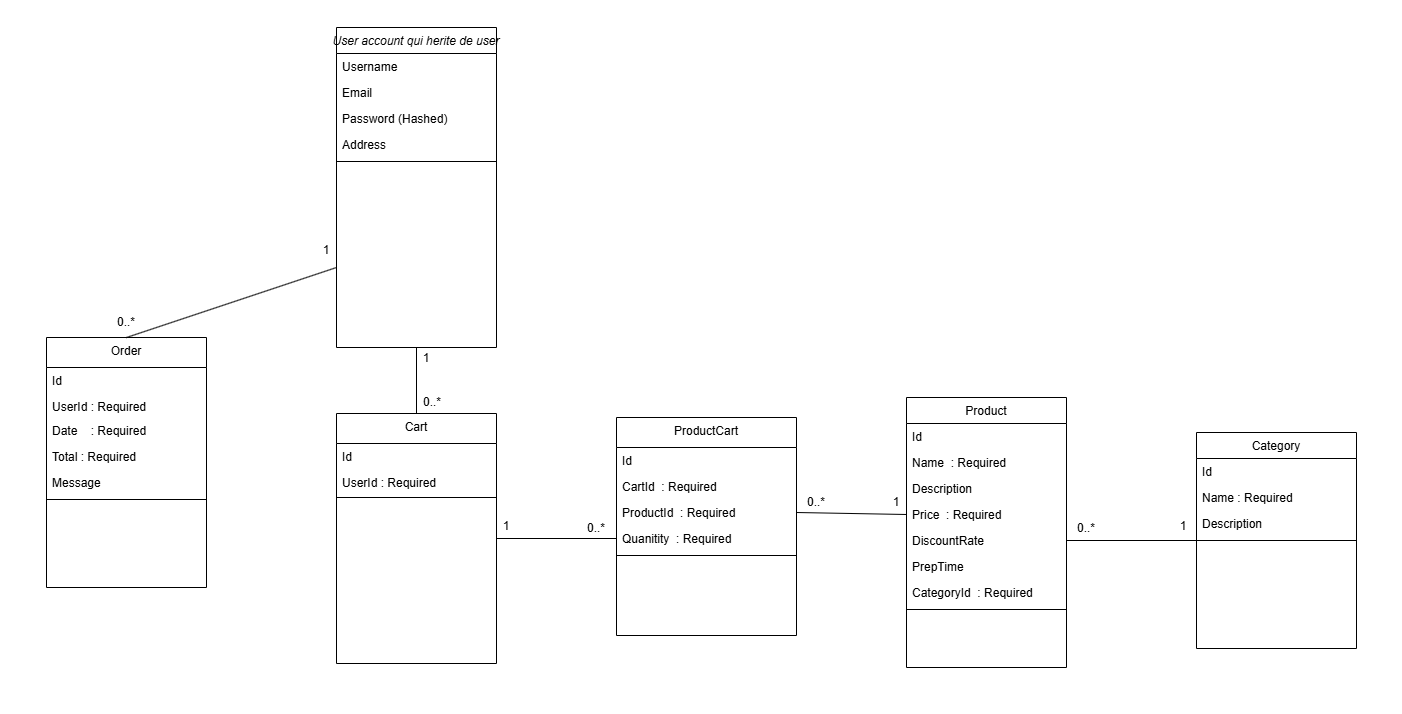 User account qui herite de user
Username
Email
Password (Hashed)
Address
1
0..*
Order
Id
UserId : Required
Date : Required
Total : Required
Message
1
0..*
Cart
Id
UserId : Required
1
0..*
ProductCart
Id
CartId : Required
ProductId : Required
Quanitity : Required
0..*
1
Product
Id
Name : Required
Description
Price : Required
DiscountRate
PrepTime
CategoryId : Required
0..*
1
Category
Id
Name : Required
Description